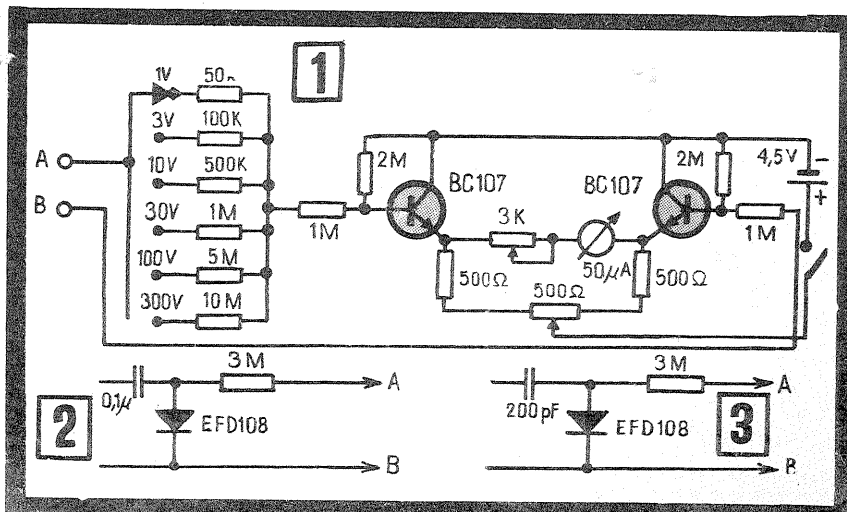 1
1V 50Ω
3V 100K
A
10V 500K
B
30V 1M
100V 5M
300V 10M
1M
2M
BC107
3K
50µA
BC107
2M
4,5V
-
+
1M
500Ω
500Ω
500Ω
2
0,1µ
3M
A
EFD108
B
3
200pF
3M
A
EFD108
B